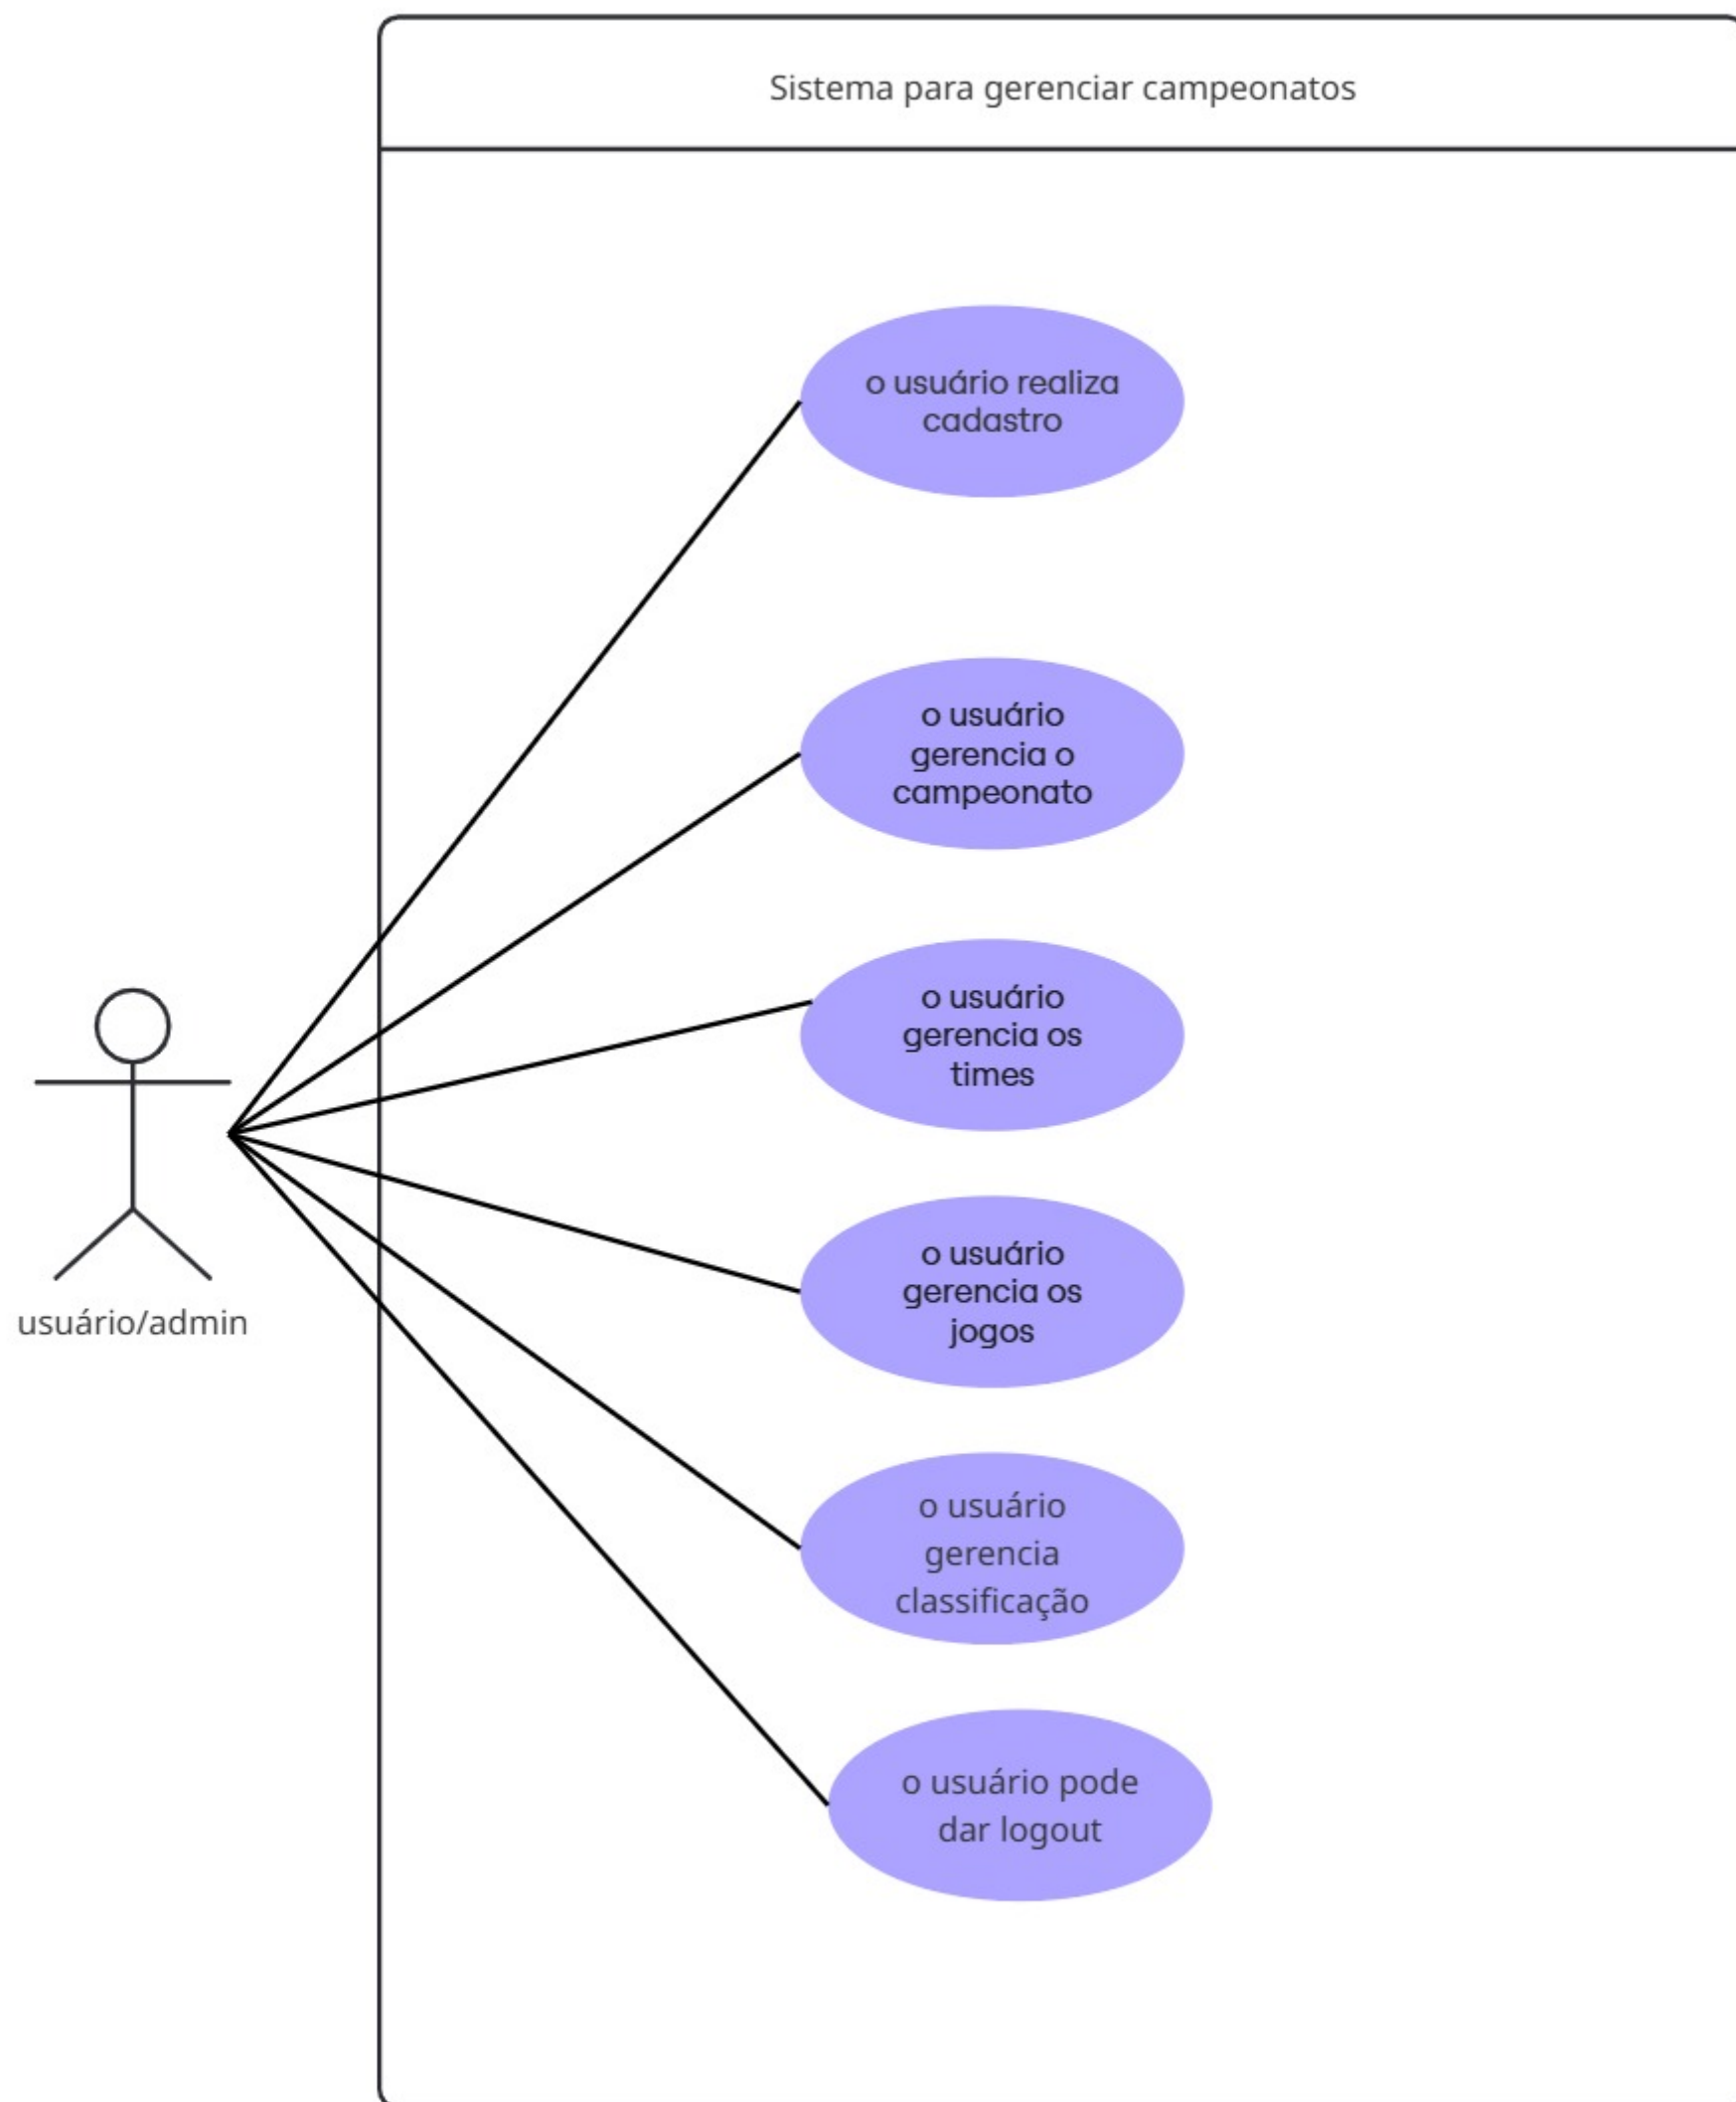 Sistema para gerenciar campeonatos
o usuário realiza
cadastro
o usuário
gerencia o
campeonato
o usuário
gerencia os
times
o usuário
gerencia os
jogos
usuário/admin
o usuário
gerencia
classificação
o usuário pode
dar logout